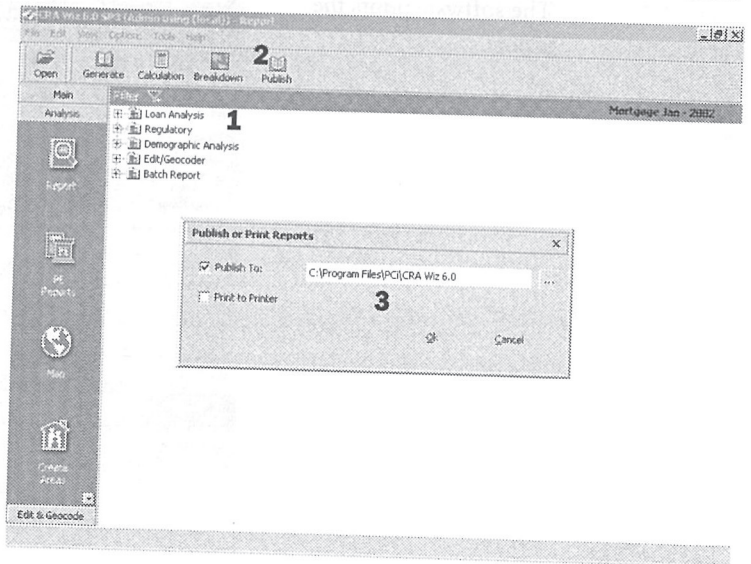 CRA Wiz 6.0 SP3 (Admin using (local)) - Report
File Edit View Options Tools Help
2
Open Generate Calculation Breakdown Publish
Main
Filter
Mortgage Jan - 2002
Analysis
Loan Analysis
1
Regulatory
Demographic Analysis
Edit/Geocoder
Batch Report
Report
Reports
Map
Create
Areas
Edit & Geocode
Publish or Print Reports
Publish To:
C:\Program Files\PCi\CRA Wiz 6.0
...
Print to Printer
3
Ok
Cancel